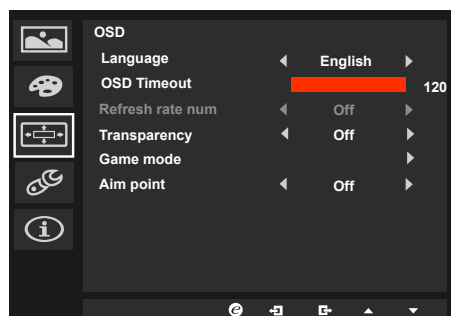 OSD
Language English
OSD Timeout 120
Refresh rate num Off
Transparency Off
Game mode
Aim point Off